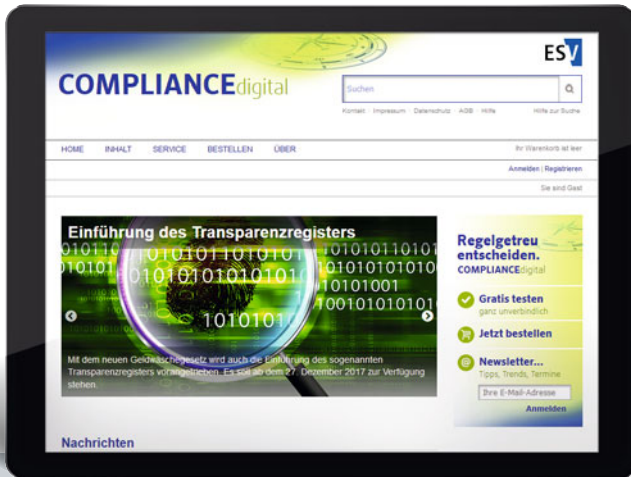 ESV
COMPLIANCEdigital
Suchen
Kontakt · Impressum · Datenschutz · AGB · Hilfe
Hilfe zur Suche
HOME INHALT SERVICE BESTELLEN ÜBER
Ihr Warenkorb ist leer
Anmelden | Registrieren
Sie sind Gast
Einführung des Transparenzregisters
Mit dem neuen Geldwäschegesetz wird auch die Einführung des sogenannten
Transparenzregisters vorangetrieben. Es soll ab dem 27. Dezember 2017 zur Verfügung
stehen.
Regelgetreu
entscheiden.
COMPLIANCEdigital
Gratis testen
ganz unverbindlich
Jetzt bestellen
@ Newsletter...
Tipps, Trends, Termine
Ihre E-Mail-Adresse
Anmelden
Nachrichten